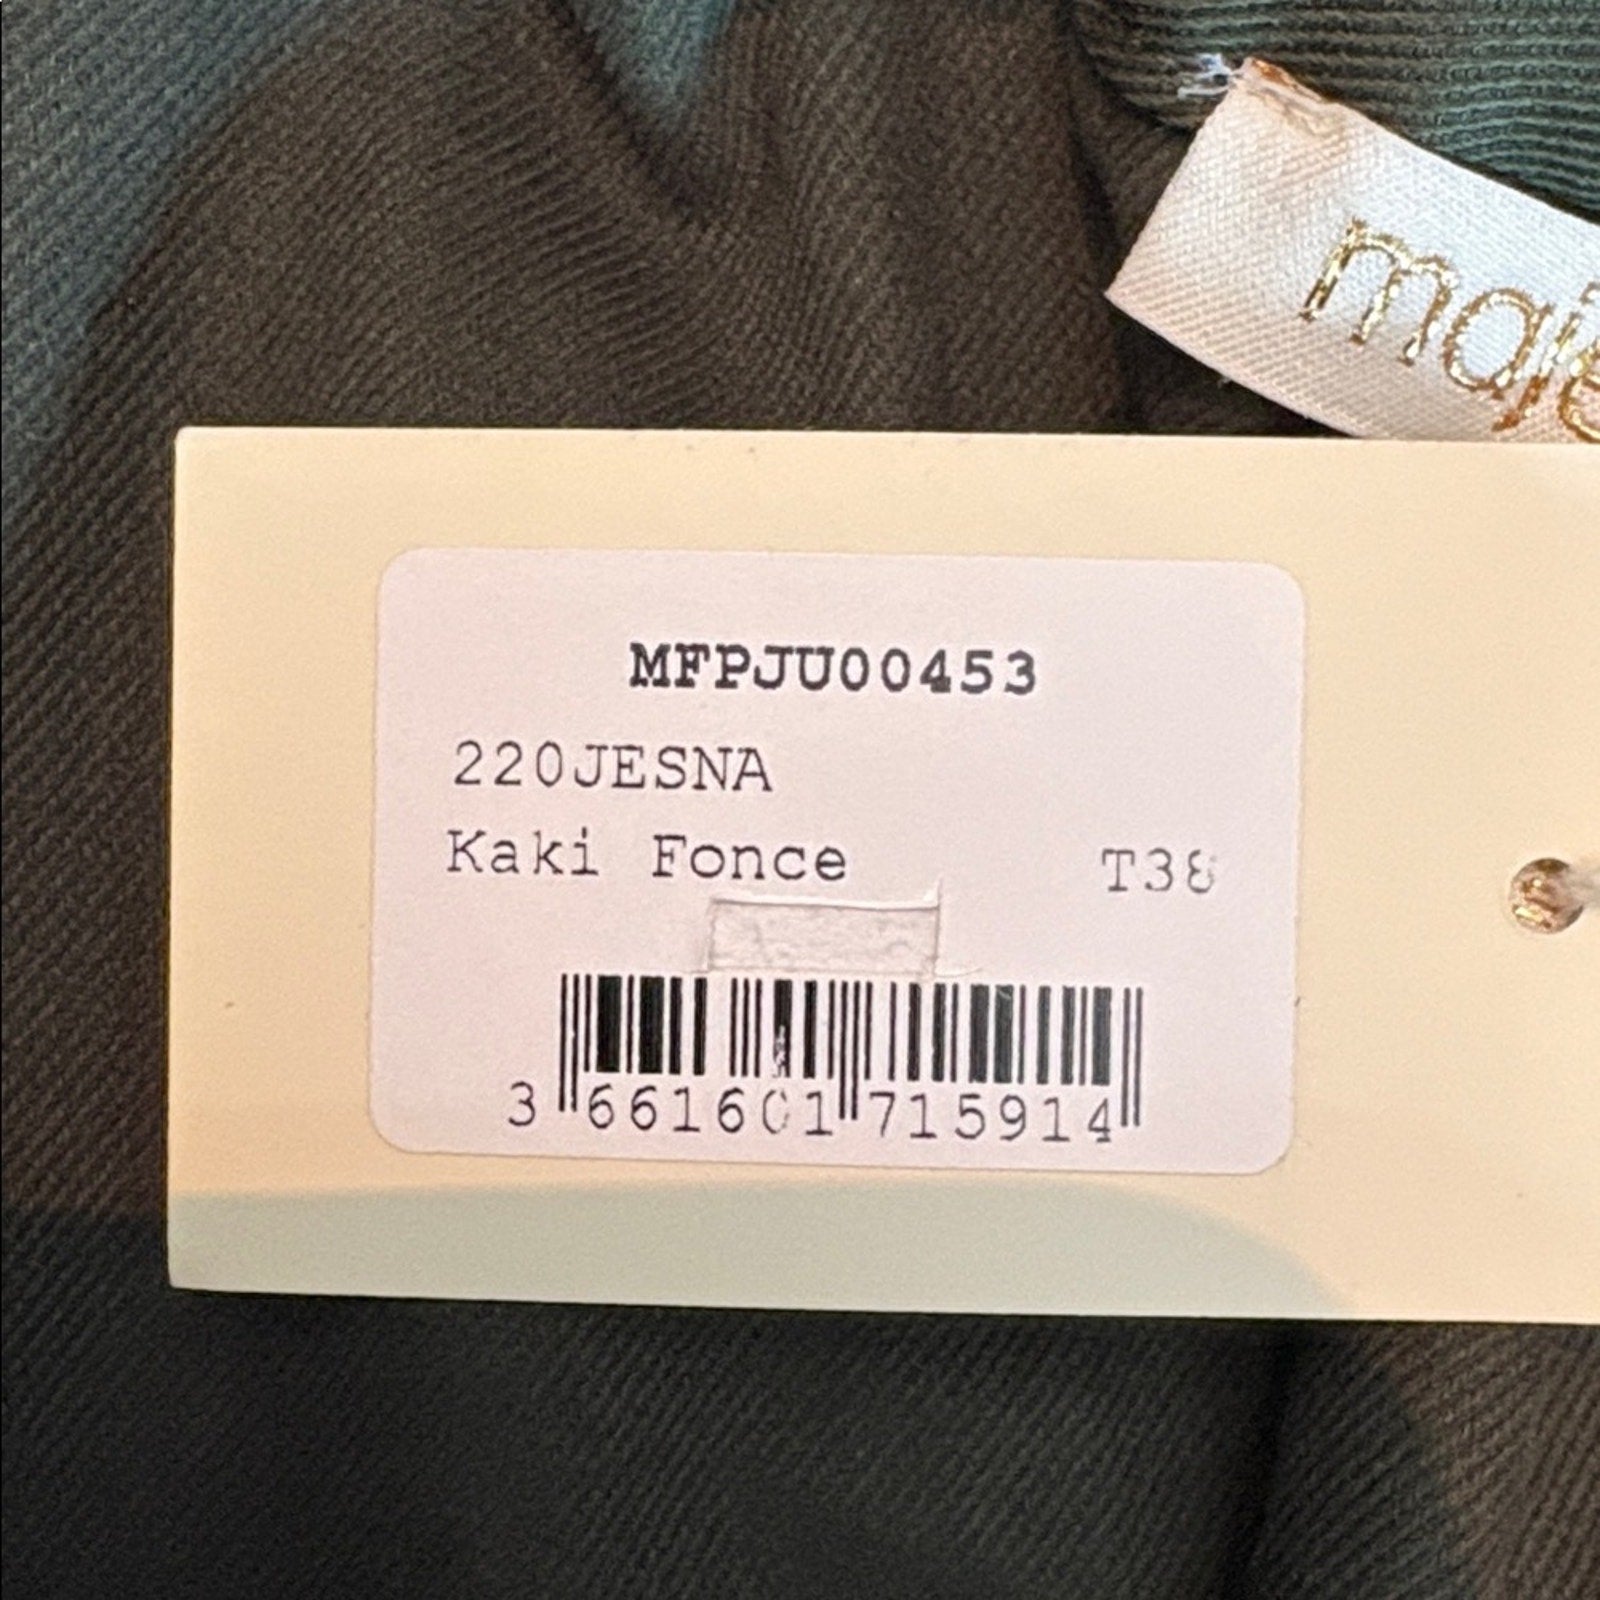 maje
MFPJU00453
220JESNA
Kaki Fonce T38
3 661601 715914